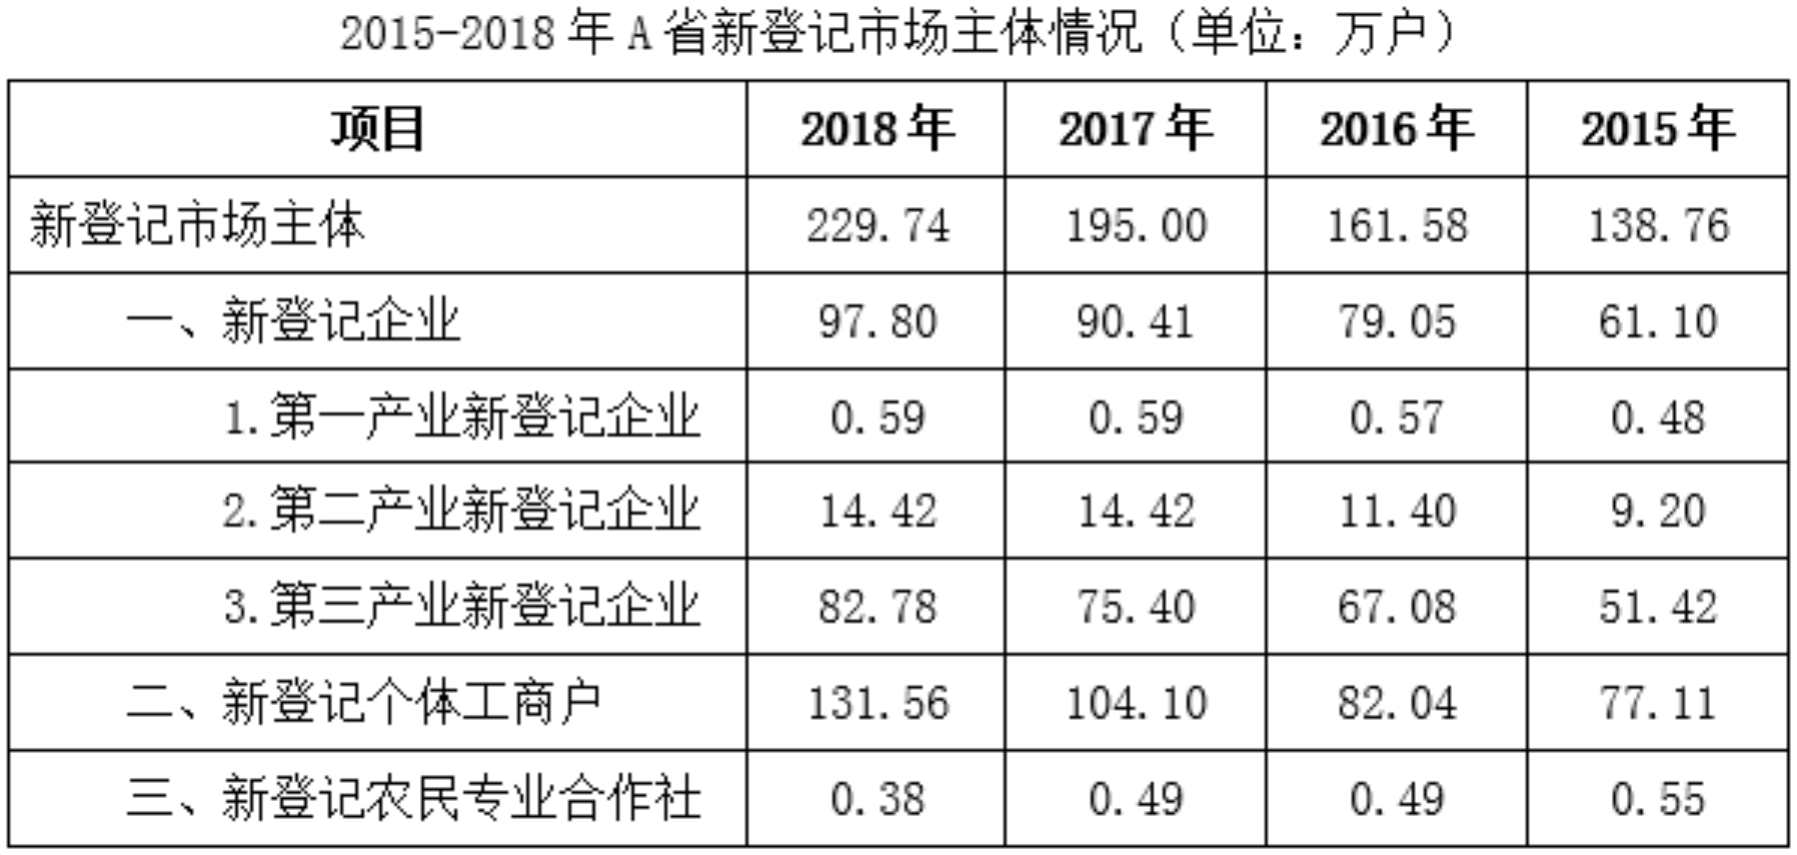 2015-2018 年 A 省新登记市场主体情况（单位：万户）
项目 2018 年 2017 年 2016 年 2015 年
新登记市场主体 229.74 195.00 161.58 138.76
一、新登记企业 97.80 90.41 79.05 61.10
1.第一产业新登记企业 0.59 0.59 0.57 0.48
2.第二产业新登记企业 14.42 14.42 11.40 9.20
3.第三产业新登记企业 82.78 75.40 67.08 51.42
二、新登记个体工商户 131.56 104.10 82.04 77.11
三、新登记农民专业合作社 0.38 0.49 0.49 0.55